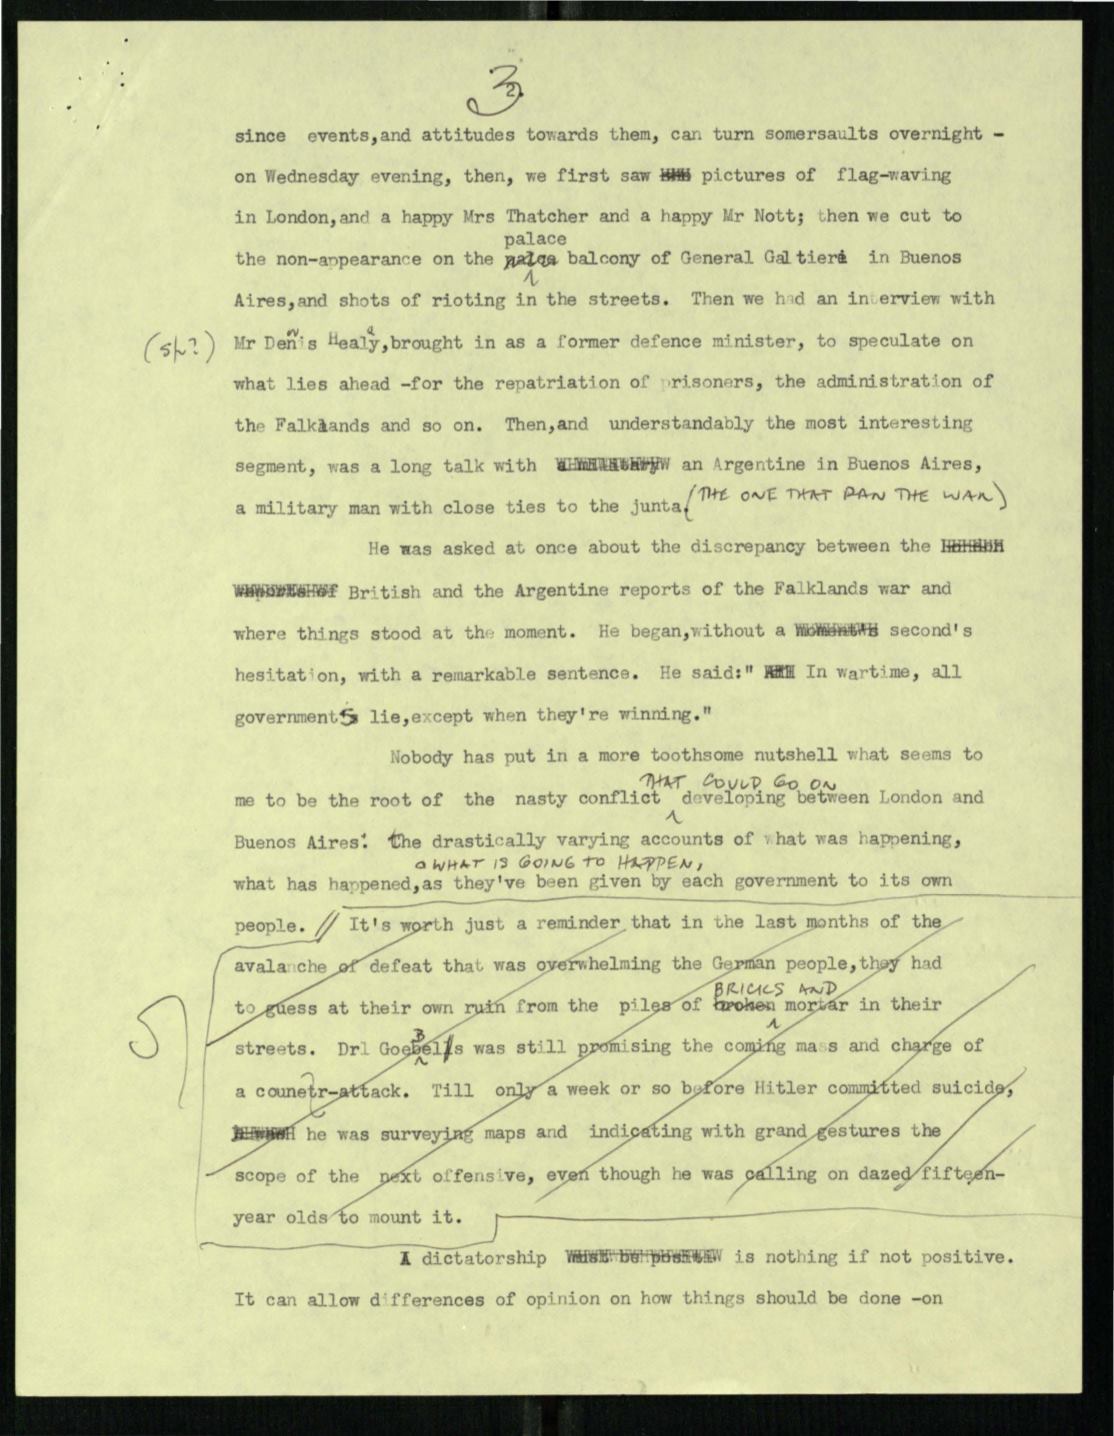 3
2.
since events,and attitudes towards them, can turn somersaults overnight -
on Wednesday evening, then, we first saw pictures of flag-waving
in London,and a happy Mrs Thatcher and a happy Mr Nott; then we cut to
palace
the non-appearance on the palca balcony of General Galtieri in Buenos
Aires,and shots of rioting in the streets. Then we had an interview with
(sp?) Mr Dennis Healy,brought in as a former defence minister, to speculate on
what lies ahead -for the repatriation of prisoners, the administration of
the Falklands and so on. Then,and understandably the most interesting
segment, was a long talk with a military an Argentine in Buenos Aires,
a military man with close ties to the junta. (THE ONE THAT RAN THE WAR)
He was asked at once about the discrepancy between the
reports of British and the Argentine reports of the Falklands war and
where things stood at the moment. He began,without a moment's second's
hesitation, with a remarkable sentence. He said:" In wartime, all
governments lie,except when they're winning."
Nobody has put in a more toothsome nutshell what seems to
THAT COULD GO ON
me to be the root of the nasty conflict developing between London and
Buenos Aires: the drastically varying accounts of what was happening,
& WHAT IS GOING TO HAPPEN,
what has happened,as they've been given by each government to its own
people. // It's worth just a reminder that in the last months of the
avalanche of defeat that was overwhelming the German people,they had
BRICKS AND
to guess at their own ruin from the piles of broken mortar in their
streets. Drl Goebbels was still promising the coming mass and charge of
a counetr-attack. Till only a week or so before Hitler committed suicide,
he was surveying maps and indicating with grand gestures the
scope of the next offensive, even though he was calling on dazed fifteen-
year olds to mount it.
A dictatorship must be positiv is nothing if not positive.
It can allow differences of opinion on how things should be done -on